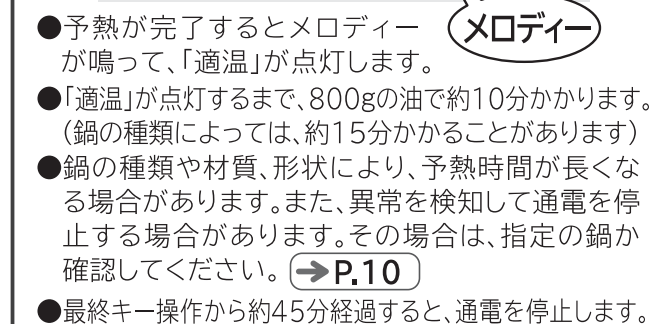 ●予熱が完了するとメロディー
が鳴って、「適温」が点灯します。
メロディー
●「適温」が点灯するまで、800gの油で約10分かかります。
(鍋の種類によっては、約15分かかることがあります)
●鍋の種類や材質、形状により、予熱時間が長くな
る場合があります。また、異常を検知して通電を停
止する場合があります。その場合は、指定の鍋か
確認してください。→P.10
●最終キー操作から約45分経過すると、通電を停止します。